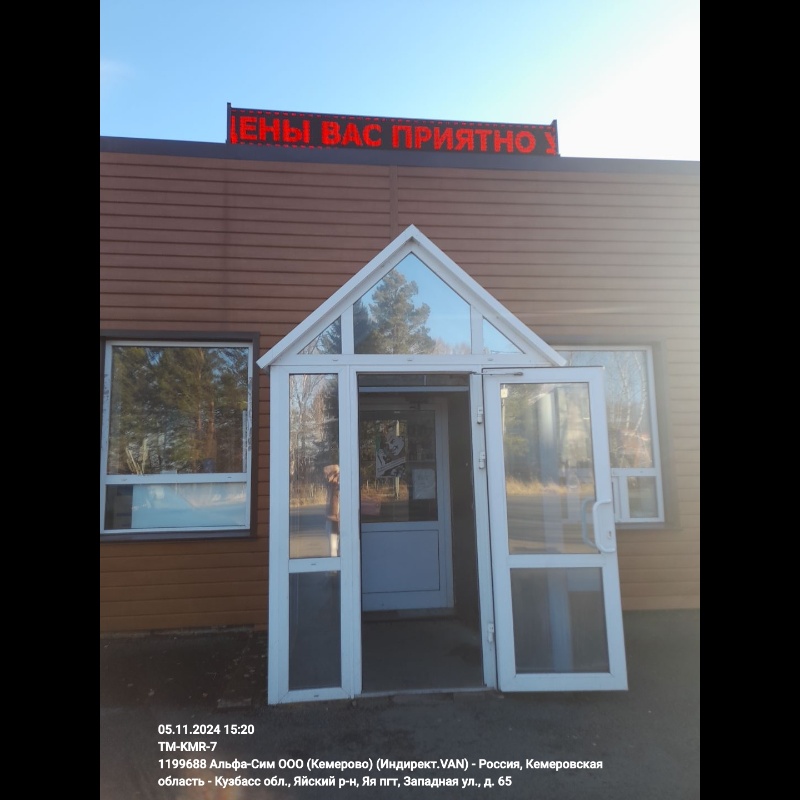 ЕНЫ ВАС ПРИЯТНО У
05.11.2024 15:20
TM-KMR-7
1199688 Альфа-Сим ООО (Кемерово) (Индирект.VAN) - Россия, Кемеровская
область - Кузбасс обл., Яйский р-н, Яя пгт, Западная ул., д. 65